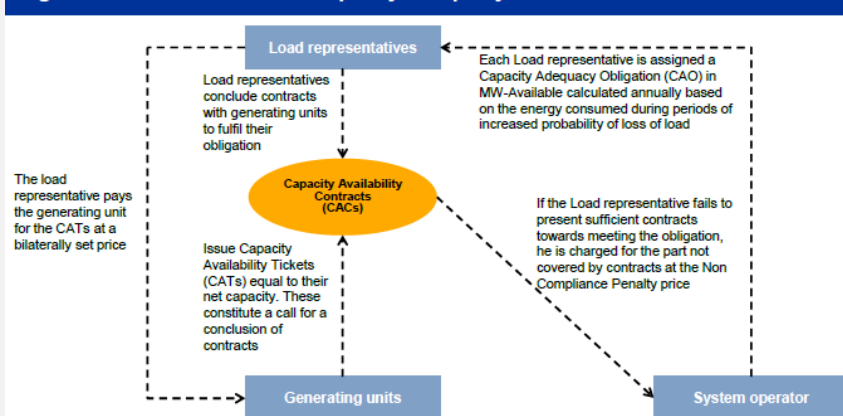 Load representatives
Each Load representative is assigned a
Capacity Adequacy Obligation (CAO) in
MW-Available calculated annually based
on the energy consumed during periods of
increased probability of loss of load
Load representatives
conclude contracts
with generating units
to fulfil their
obligation
The load
representative pays
the generating unit
for the CATs at a
bilaterally set price
Capacity Availability
Contracts
(CACs)
If the Load representative fails to
present sufficient contracts
towards meeting the obligation,
he is charged for the part not
covered by contracts at the Non
Compliance Penalty price
Issue Capacity
Availability Tickets
(CATs) equal to their
net capacity. These
constitute a call for a
conclusion of
contracts
Generating units
System operator